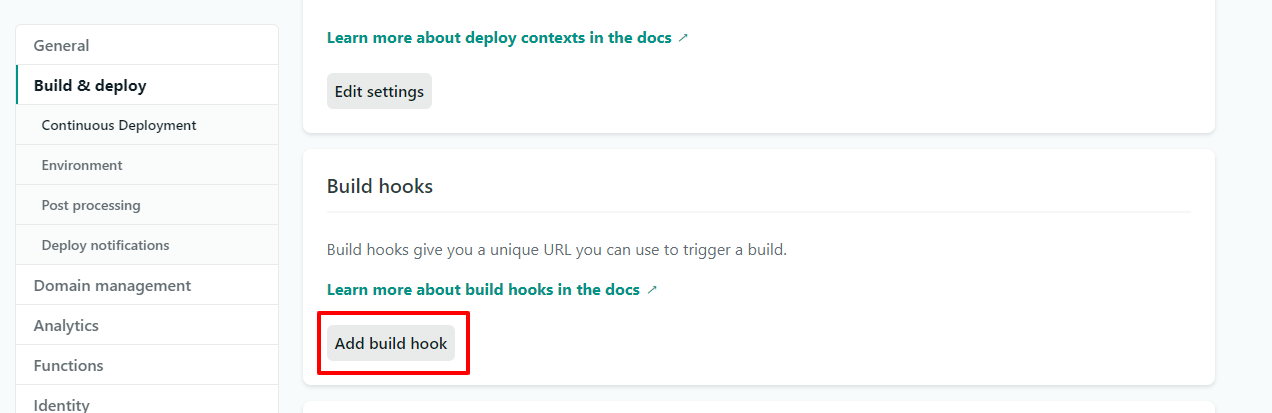 General
Build & deploy
Continuous Deployment
Environment
Post processing
Deploy notifications
Domain management
Analytics
Functions
Identity
Learn more about deploy contexts in the docs ↗
Edit settings
Build hooks
Build hooks give you a unique URL you can use to trigger a build.
Learn more about build hooks in the docs ↗
Add build hook